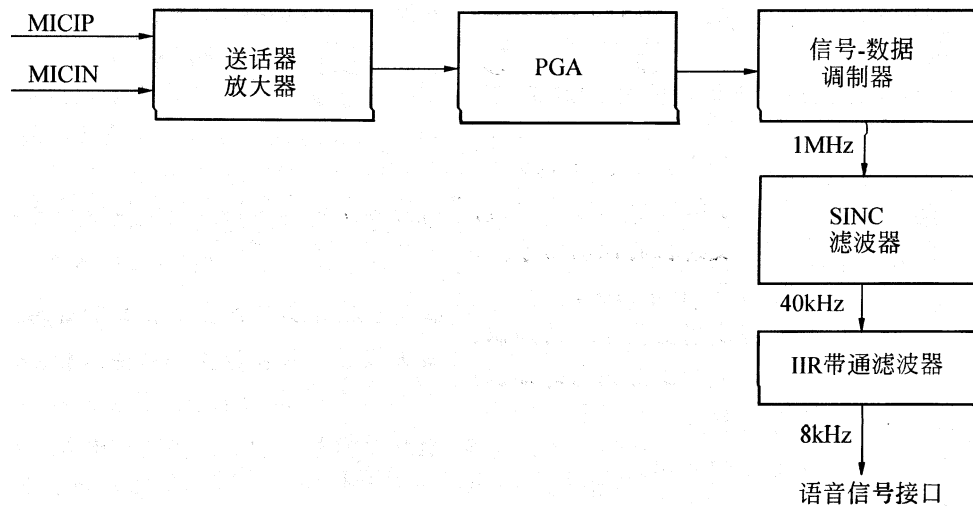 MICIP
MICIN
送话器
放大器
PGA
信号-数据
调制器
1MHz
SINC
滤波器
40kHz
IIR带通滤波器
8kHz
语音信号接口